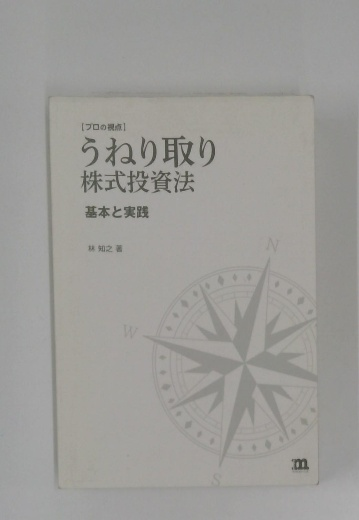 [プロの視点]
うねり取り
株式投資法
基本と実践
林 知之 著
N
W
S
m